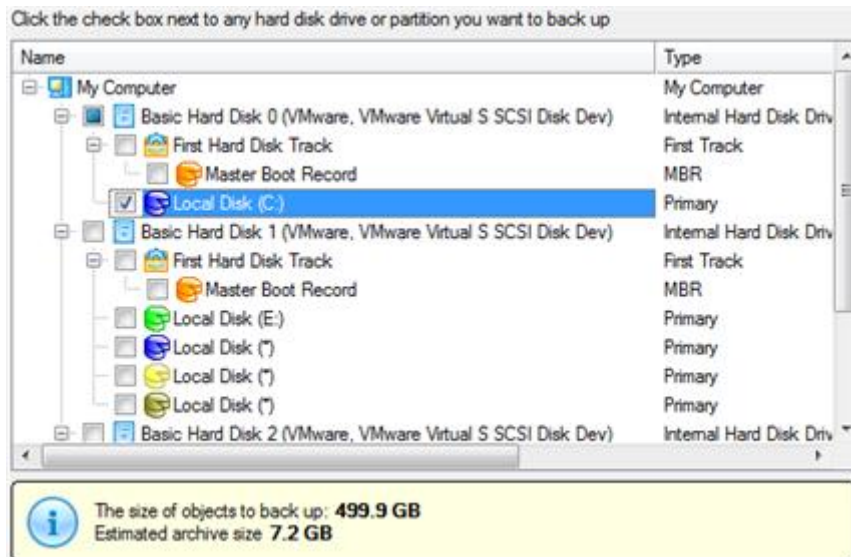 Click the check box next to any hard disk drive or partition you want to back up
Name Type
My Computer My Computer
Basic Hard Disk 0 (VMware, VMware Virtual S SCSI Disk Dev) Internal Hard Disk Driv
First Hard Disk Track First Track
Master Boot Record MBR
Local Disk (C:) Primary
Basic Hard Disk 1 (VMware, VMware Virtual S SCSI Disk Dev) Internal Hard Disk Driv
First Hard Disk Track First Track
Master Boot Record MBR
Local Disk (E:) Primary
Local Disk (*) Primary
Local Disk (*) Primary
Local Disk (*) Primary
Basic Hard Disk 2 (VMware, VMware Virtual S SCSI Disk Dev) Internal Hard Disk Driv
The size of objects to back up: 499.9 GB
Estimated archive size 7.2 GB